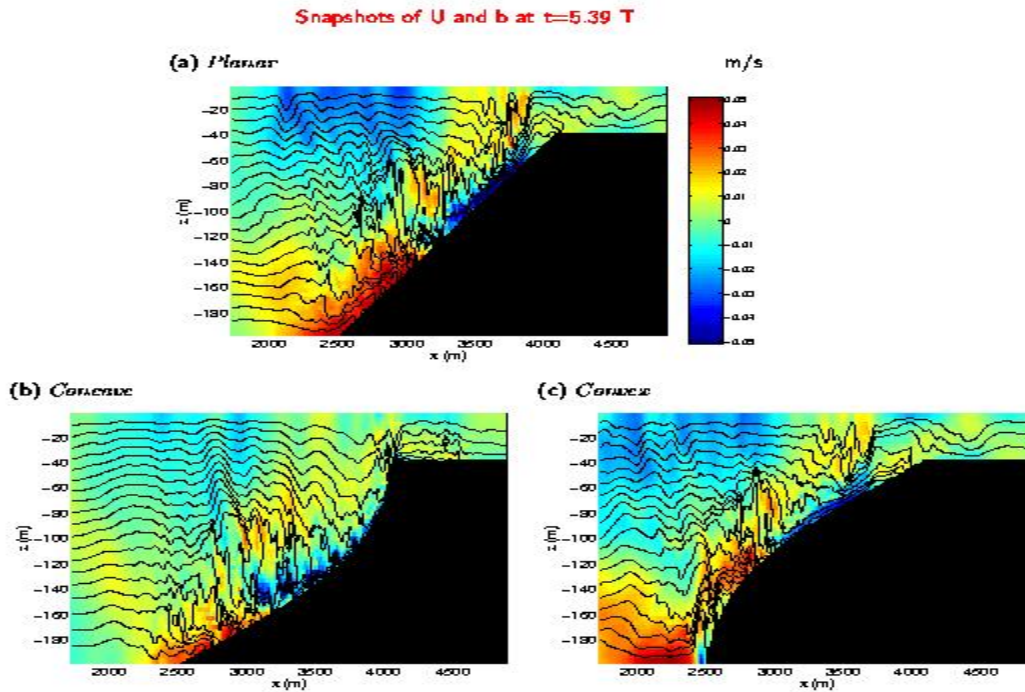 Snapshots of U and b at t=5.39 T
(a) Planar
m/s
-20
-40
-60
-80
-100
-120
-140
-160
-180
z (m)
2000 2500 3000 3500 4000 4500
x (m)
0.05
0.04
0.03
0.02
0.01
0
-0.01
-0.02
-0.03
-0.04
-0.05
(b) Concave
-20
-40
-60
-80
-100
-120
-140
-160
-180
z (m)
2000 2500 3000 3500 4000 4500
x (m)
(c) Convex
-20
-40
-60
-80
-100
-120
-140
-160
-180
z (m)
2000 2500 3000 3500 4000 4500
x (m)